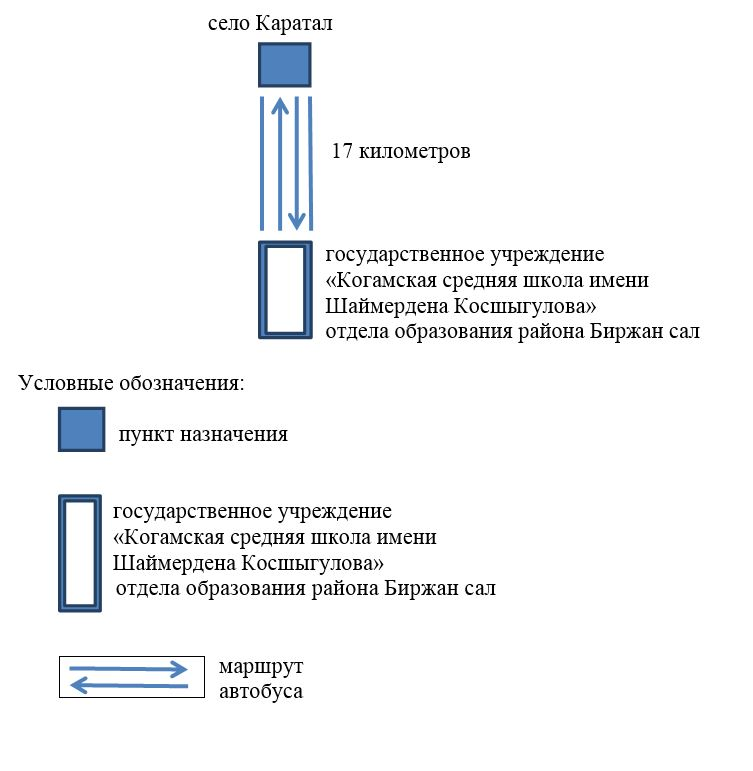 село Каратал
17 километров
государственное учреждение
«Когамская средняя школа имени
Шаймердена Косшыгулова»
отдела образования района Биржан сал
Условные обозначения:
пункт назначения
государственное учреждение
«Когамская средняя школа имени
Шаймердена Косшыгулова»
отдела образования района Биржан сал
маршрут
автобуса